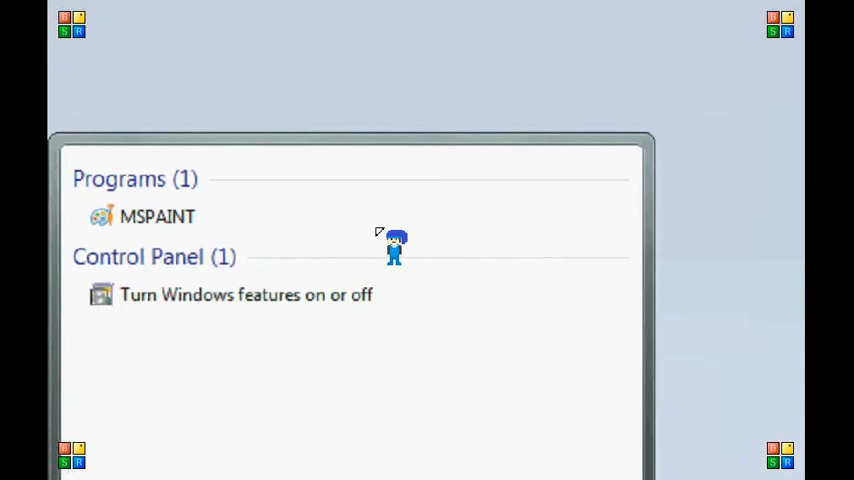 B
S R
B
S R
Programs (1)
MSPAINT
Control Panel (1)
Turn Windows features on or off
B
S R
B
S R